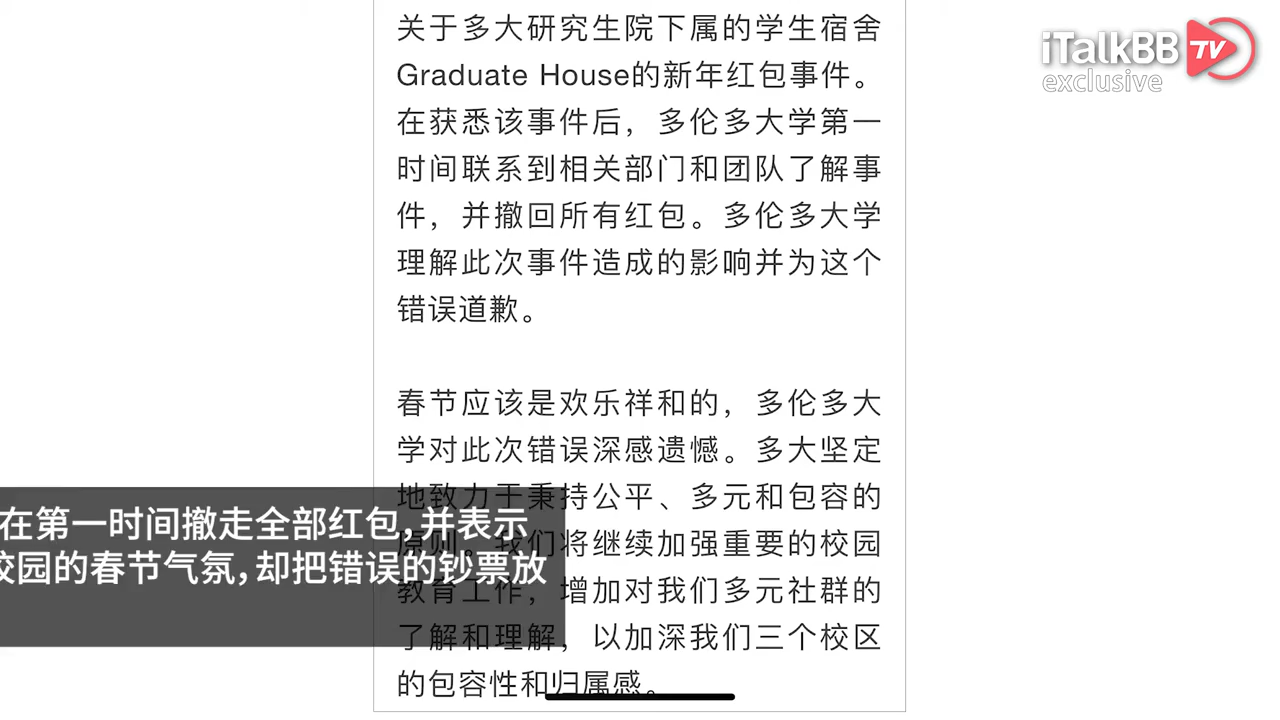 关于多大研究生院下属的学生宿舍
Graduate House的新年红包事件。
在获悉该事件后，多伦多大学第一
时间联系到相关部门和团队了解事
件，并撤回所有红包。多伦多大学
理解此次事件造成的影响并为这个
错误道歉。
春节应该是欢乐祥和的，多伦多大
学对此次错误深感遗憾。多大坚定
地致力于秉持公平、多元和包容的
原则。我们将继续加强重要的校园
教育工作，增加对我们多元社群的
了解和理解，以加深我们三个校区
的包容性和归属感。
在第一时间撤走全部红包，并表示
校园的春节气氛，却把错误的钞票放
iTalkBB TV
exclusive